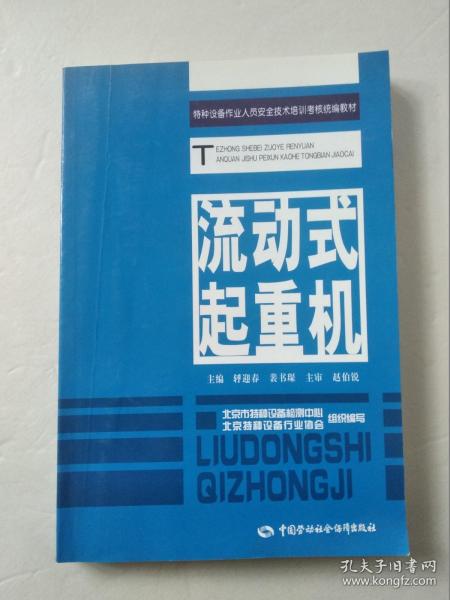 特种设备作业人员安全技术培训考核统编教材
TEZHONG SHEBEI ZUOYE RENYUAN
ANQUAN JISHU PEIXUN KAOHE TONGBIAN JIAOCAI
流动式
起重机
主编 轷迎春 裴书琛 主审 赵伯锐
北京市特种设备检测中心
北京特种设备行业协会 组织编写
LIUDONGSHI
QIZHONGJI
中国劳动社会保障出版社
孔夫子旧书网
www.kongfz.com